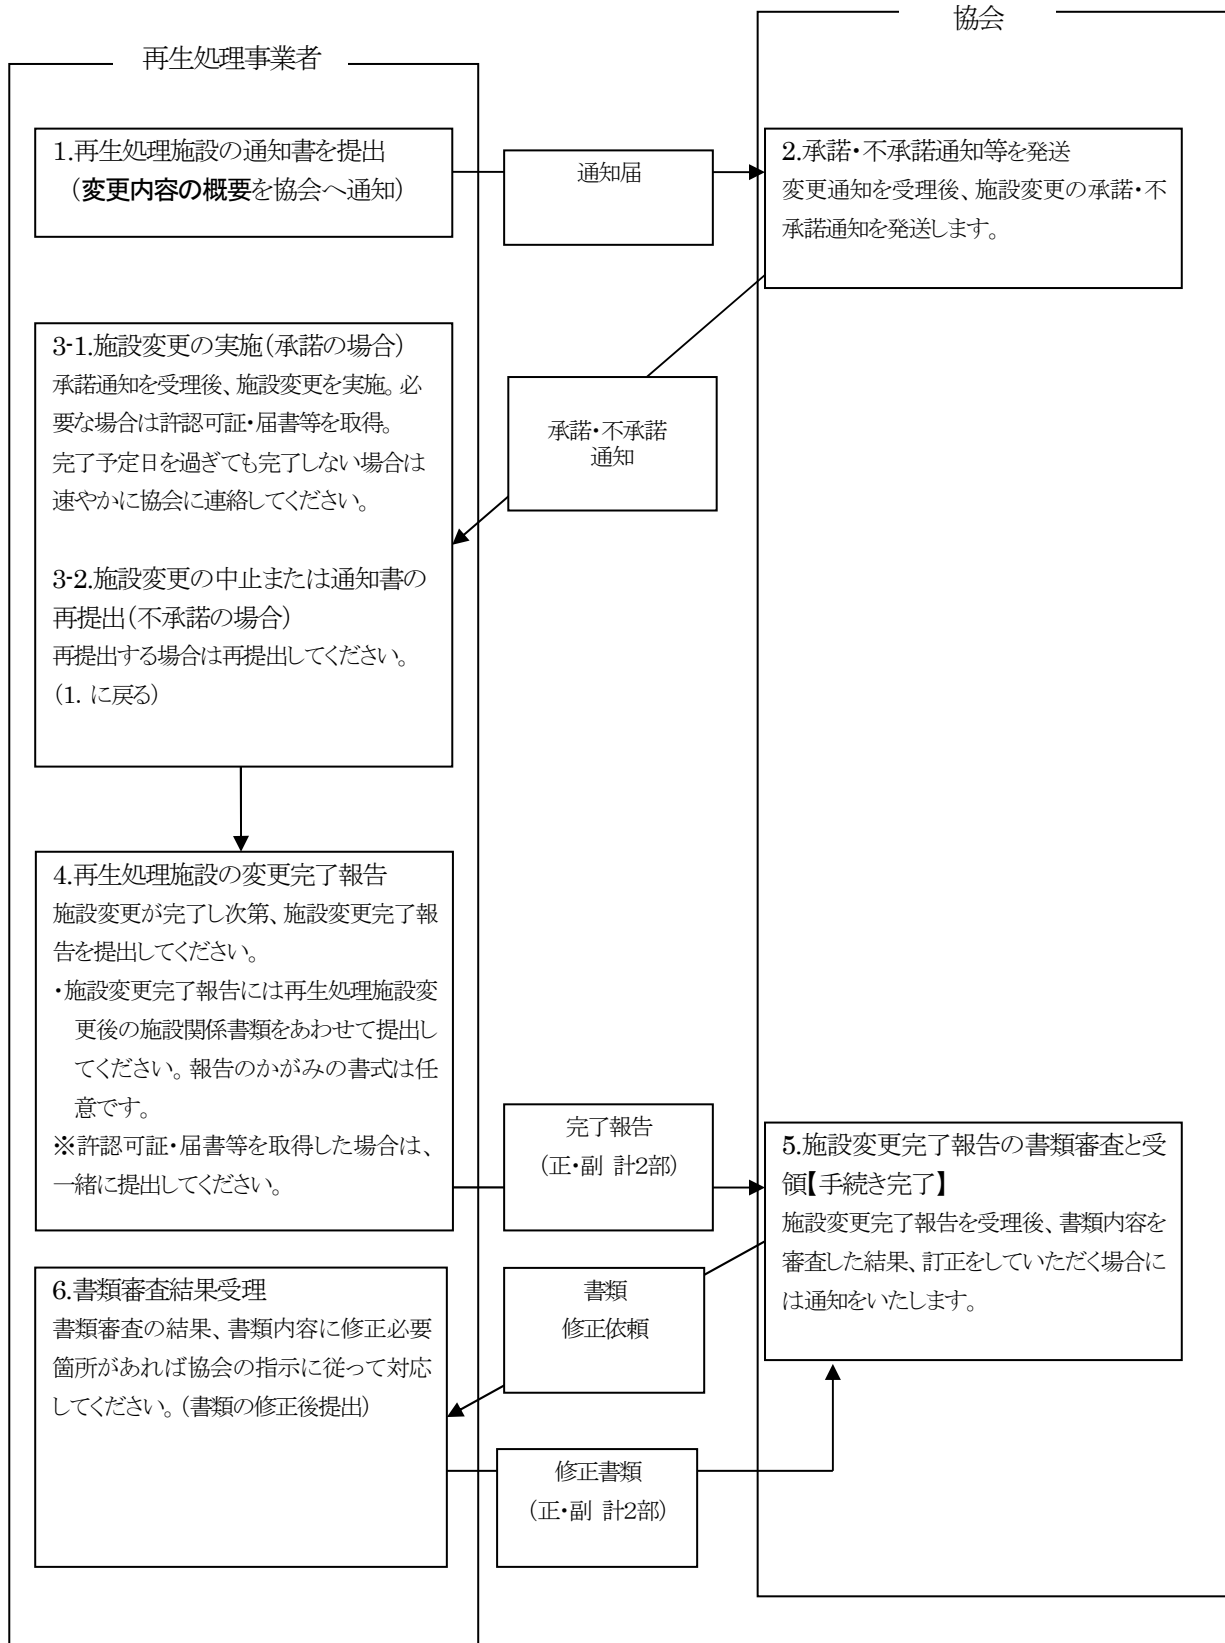 協会
再生処理事業者
1.再生処理施設の通知書を提出
（変更内容の概要を協会へ通知）
通知届
2.承諾・不承諾通知等を発送
変更通知を受理後、施設変更の承諾・不
承諾通知を発送します。
3-1.施設変更の実施（承諾の場合）
承諾通知を受理後、施設変更を実施。必
要な場合は許認可証・届書等を取得。
完了予定日を過ぎても完了しない場合は
速やかに協会に連絡してください。
承諾・不承諾
通知
3-2.施設変更の中止または通知書の
再提出（不承諾の場合）
再提出する場合は再提出してください。
（1. に戻る）
4.再生処理施設の変更完了報告
施設変更が完了し次第、施設変更完了報
告を提出してください。
・施設変更完了報告には再生処理施設変
更後の施設関係書類をあわせて提出し
てください。報告のかがみの書式は任
意です。
※許認可証・届書等を取得した場合は、
一緒に提出してください。
完了報告
（正・副 計2部）
5.施設変更完了報告の書類審査と受
領【手続き完了】
施設変更完了報告を受理後、書類内容を
審査した結果、訂正をしていただく場合に
は通知をいたします。
書類
修正依頼
6.書類審査結果受理
書類審査の結果、書類内容に修正必要
箇所があれば協会の指示に従って対応
してください。（書類の修正後提出）
修正書類
（正・副 計2部）